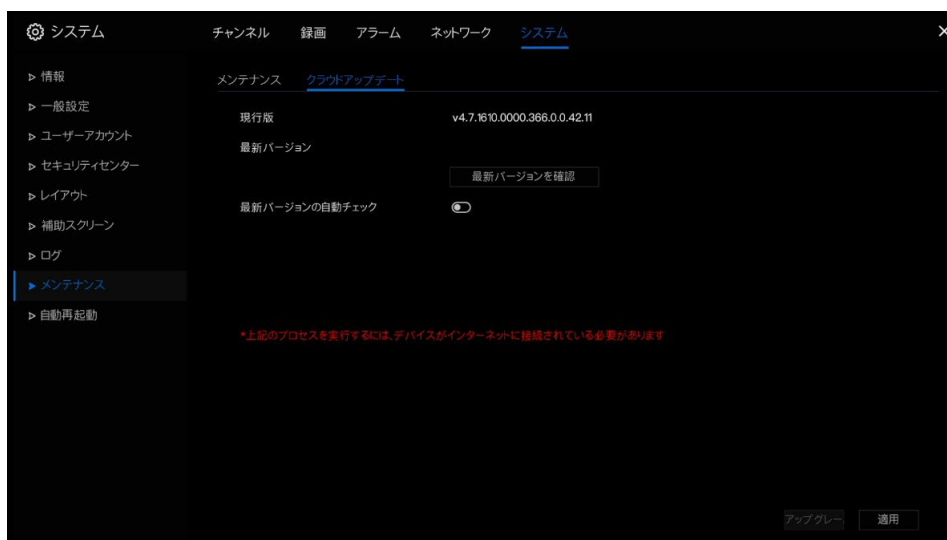 システム チャンネル 録画 アラーム ネットワーク システム
情報
一般設定
ユーザーアカウント
セキュリティセンター
レイアウト
補助スクリーン
ログ
メンテナンス
自動再起動
メンテナンス クラウドアップデート
現行版 v4.7.1610.0000.366.0.0.42.11
最新バージョン
最新バージョンを確認
最新バージョンの自動チェック
*上記のプロセスを実行するには、デバイスがインターネットに接続されている必要があります
アップグレー 適用